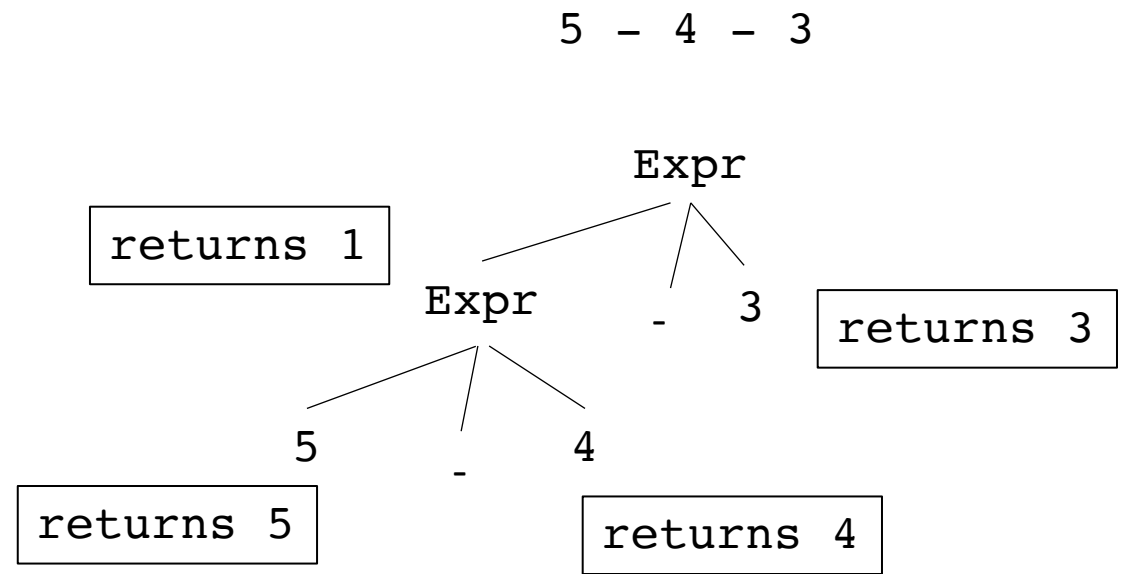 5 – 4 – 3
Expr
returns 1
Expr
-
3
returns 3
5
-
4
returns 5
returns 4